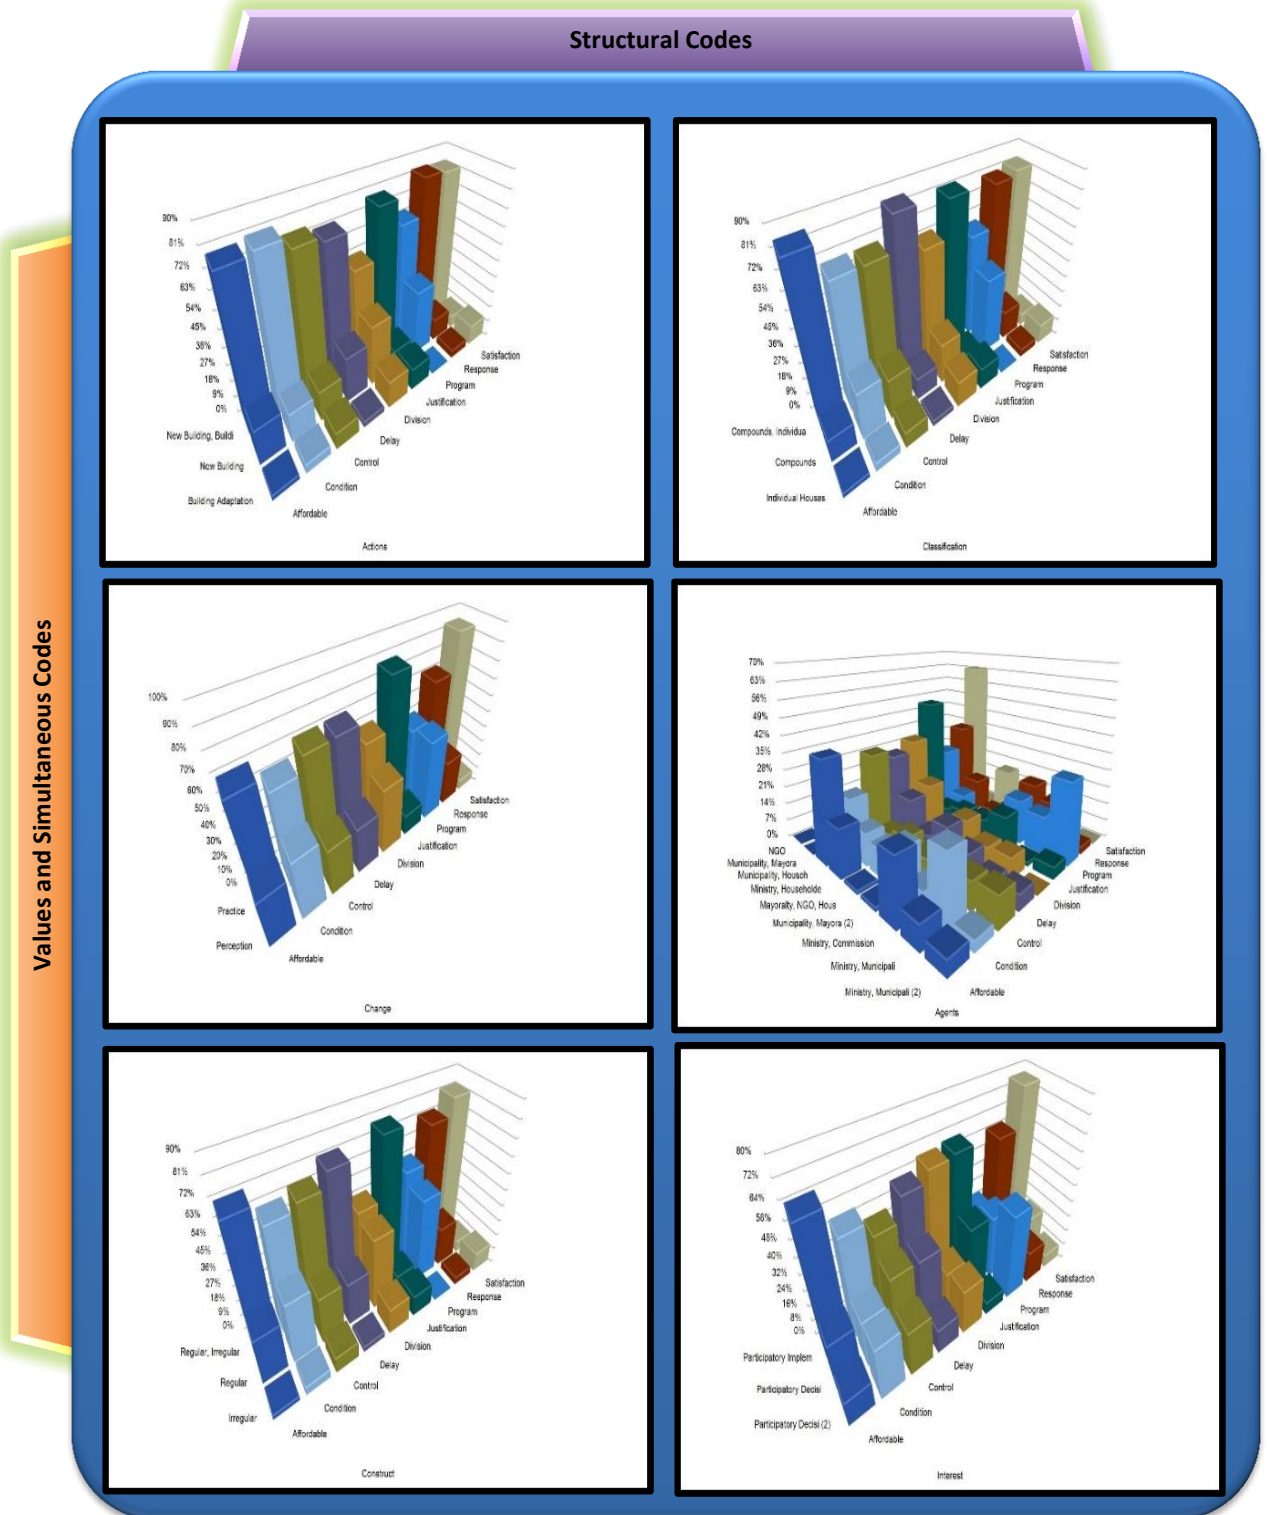 Structural Codes
Values and Simultaneous Codes
90%
81%
72%
63%
54%
45%
36%
27%
18%
9%
0%
New Building, Buildi
New Building
Building Adaptation
Satisfaction
Response
Program
Justification
Division
Delay
Control
Condition
Affordable
Actions
90%
81%
72%
63%
54%
45%
36%
27%
18%
9%
0%
Compounds, Individua
Compounds
Individual Houses
Satisfaction
Response
Program
Justification
Division
Delay
Control
Condition
Affordable
Classification
100%
90%
80%
70%
60%
50%
40%
30%
20%
10%
0%
Practice
Perception
Satisfaction
Response
Program
Justification
Division
Delay
Control
Condition
Affordable
Change
70%
63%
56%
49%
42%
35%
28%
21%
14%
7%
0%
NGO
Municipality, Mayora
Municipality, Househ
Ministry, Householde
Mayoralty, NGO, Hous
Municipality, Mayora (2)
Ministry, Commission
Ministry, Municipali
Ministry, Municipali (2)
Satisfaction
Response
Program
Justification
Division
Delay
Control
Condition
Affordable
Agents
90%
81%
72%
63%
54%
45%
36%
27%
18%
9%
0%
Regular, Irregular
Regular
Irregular
Satisfaction
Response
Program
Justification
Division
Delay
Control
Condition
Affordable
Construct
80%
72%
64%
56%
48%
40%
32%
24%
16%
8%
0%
Participatory Implem
Participatory Decisi
Participatory Decisi (2)
Satisfaction
Response
Program
Justification
Division
Delay
Control
Condition
Affordable
Interest